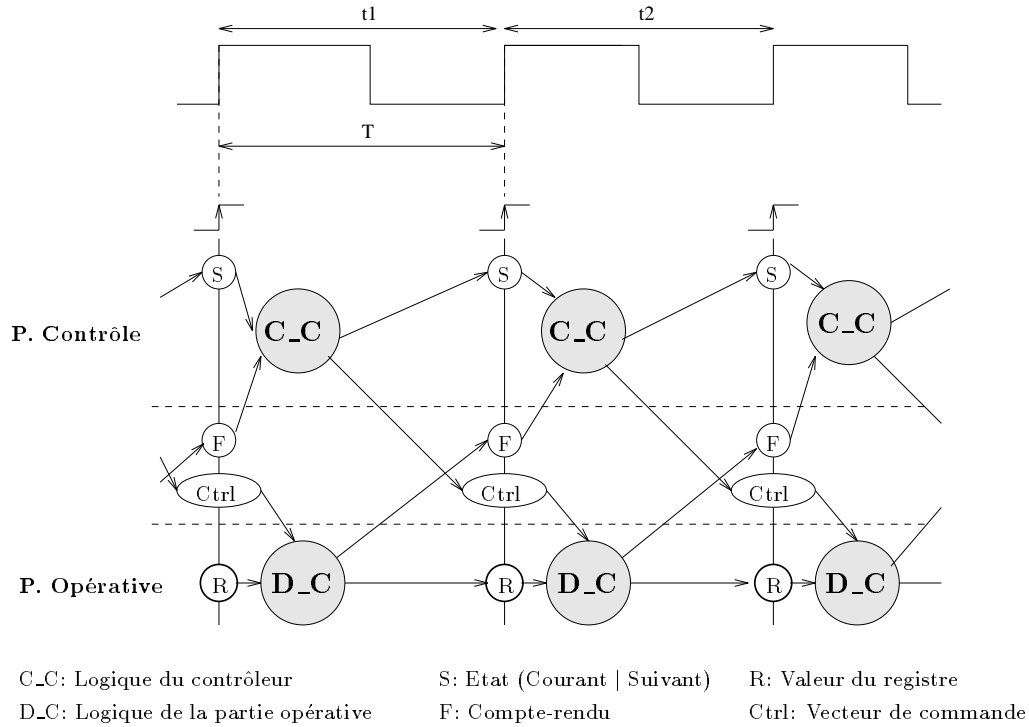 t1 t2
T
S S S
C_C C_C C_C
P. Contrôle
F F F
Ctrl Ctrl Ctrl
P. Opérative R D_C R D_C R D_C
C_C: Logique du contrôleur S: Etat (Courant | Suivant) R: Valeur du registre
D_C: Logique de la partie opérative F: Compte-rendu Ctrl: Vecteur de commande